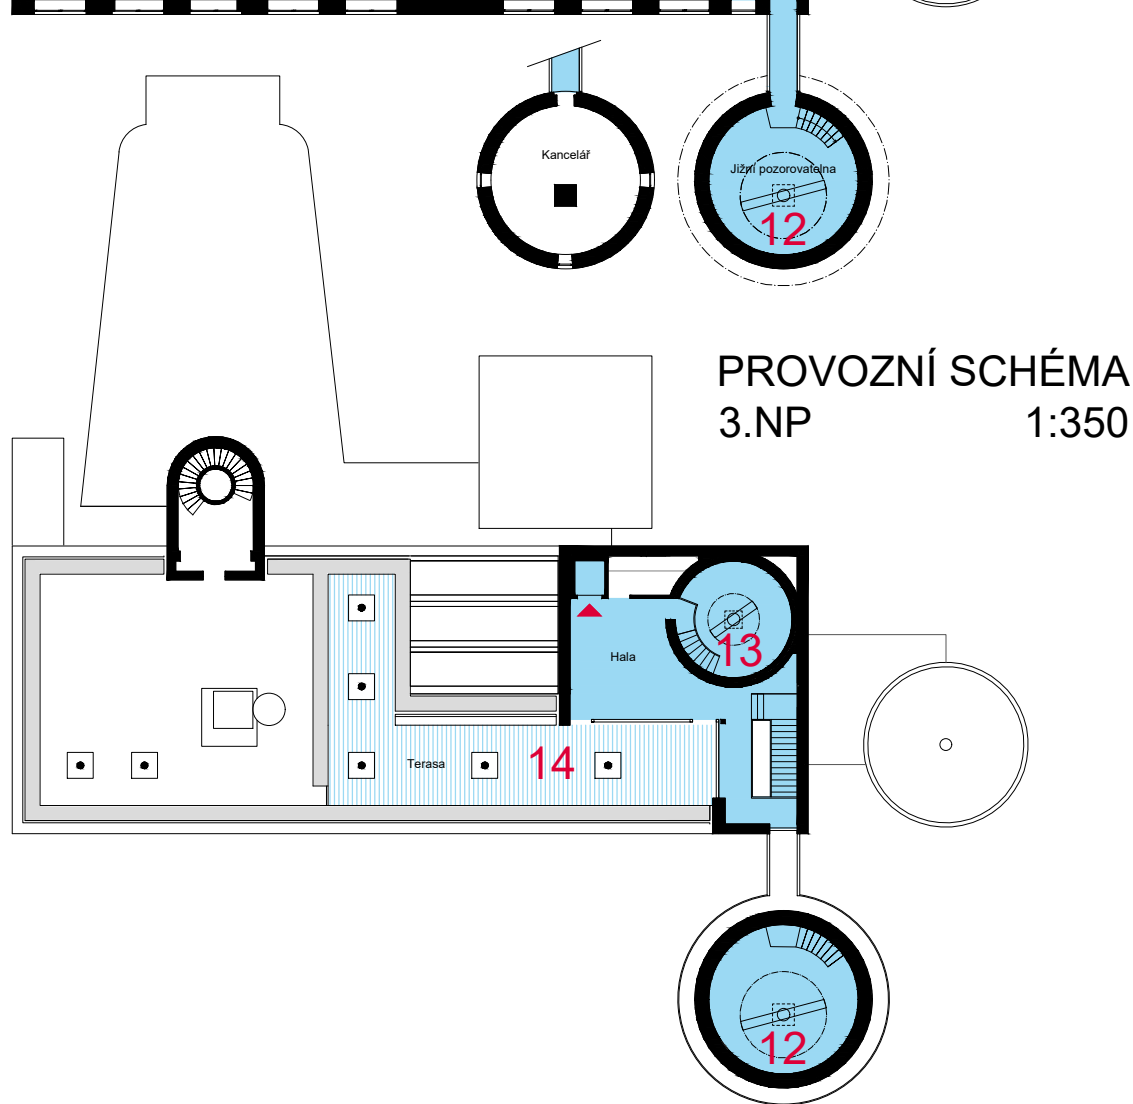 Kancelář
Jižní pozorovatelna
12
PROVOZNÍ SCHÉMA
3.NP 1:350
13
Hala
14
Terasa
12